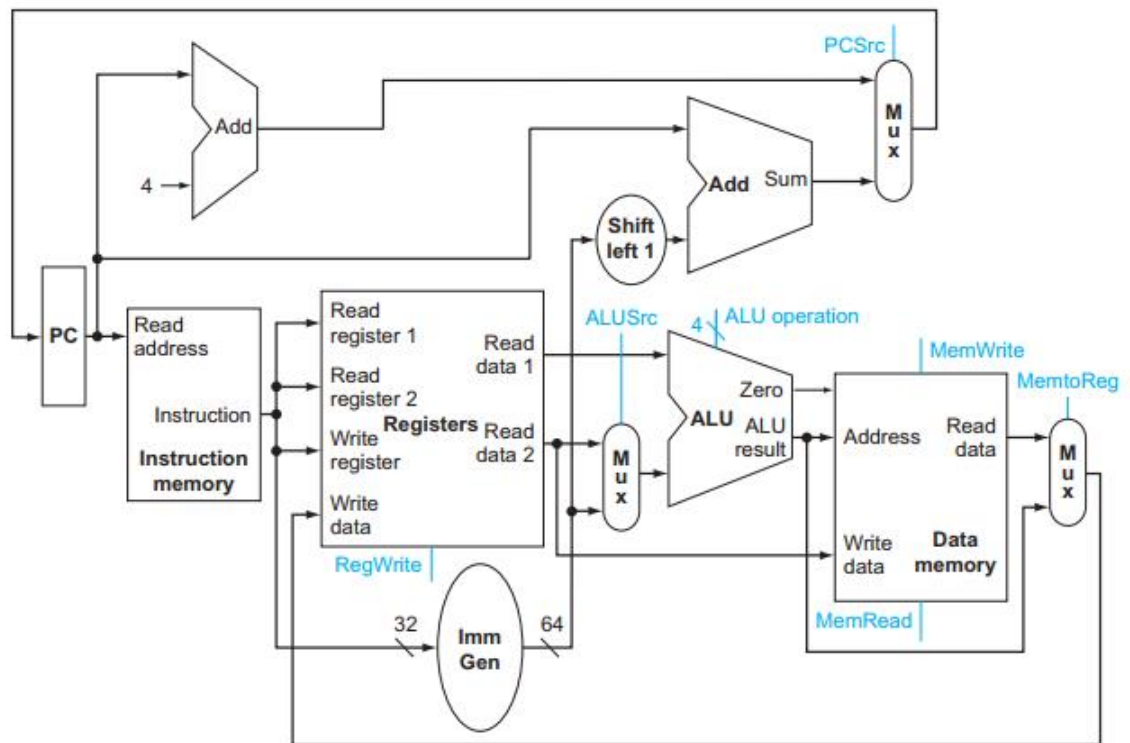 PCSrc
Add
4
M
u
x
Add
Sum
Shift
left 1
PC
Read
address
Instruction
Instruction
memory
Read
register 1
Read
register 2
Write
register
Write
data
Registers
Read
data 1
Read
data 2
RegWrite
ALUSrc
M
u
x
4
ALU operation
Zero
ALU
ALU
result
MemWrite
Address
Read
data
Write
data
Data
memory
MemRead
MemtoReg
M
u
x
32
Imm
Gen
64